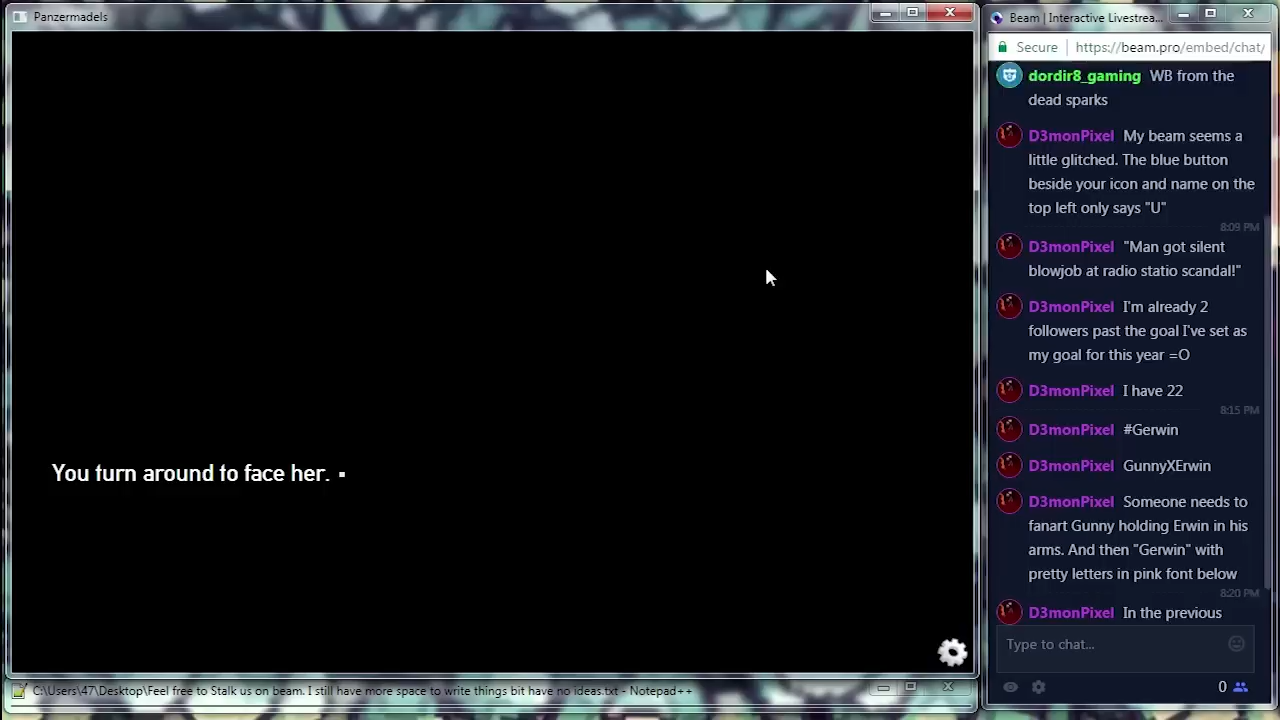 Panzermadels
You turn around to face her.
C:\Users\47\Desktop\Feel free to Stalk us on beam. I still have more space to write things bit have no ideas.txt - Notepad++
Beam | Interactive Livestrea...
Secure
https://beam.pro/embed/chat/
dordir8_gaming WB from the
dead sparks
D3monPixel My beam seems a
little glitched. The blue button
beside your icon and name on the
top left only says "U"
8:09 PM
D3monPixel "Man got silent
blowjob at radio statio scandal!"
D3monPixel I'm already 2
followers past the goal I've set as
my goal for this year =O
D3monPixel I have 22
8:15 PM
D3monPixel #Gerwin
D3monPixel GunnyXErwin
D3monPixel Someone needs to
fanart Gunny holding Erwin in his
arms. And then "Gerwin" with
pretty letters in pink font below
8:20 PM
D3monPixel In the previous
Type to chat...
0